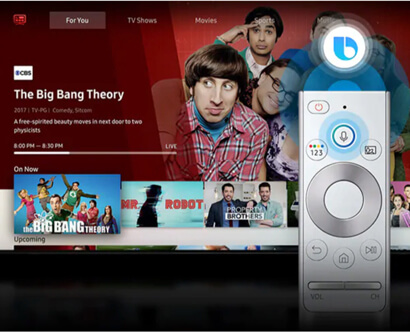 For You
TV Shows
Movies
Sports
CBS
The Big Bang Theory
2017 | TV-PG | Comedy, Sitcom
A free-spirited beauty moves in next door to two
physicists
8:00 PM — 8:30 PM
LIVE
On Now
the BIG BANG THEORY
MR. ROBOT
PROPERTY
BROTHERS
Upcoming
123
VOL
CH